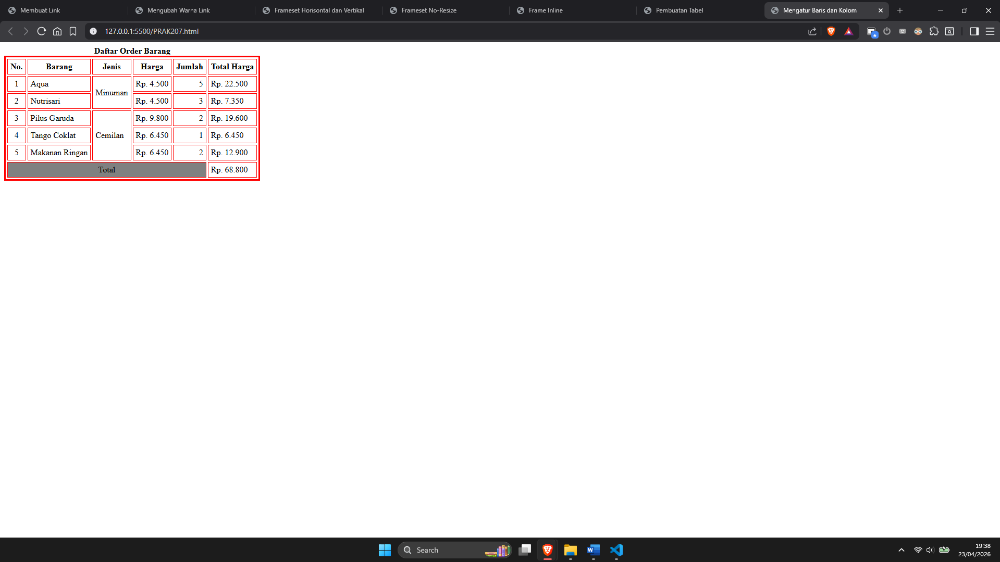 Membuat Link Mengubah Warna Link Frameset Horisontal dan Vertikal Frameset No-Resize Frame Inline Pembuatan Tabel Mengatur Baris dan Kolom
127.0.0.1:5500/PRAK207.html
Daftar Order Barang
No. Barang Jenis Harga Jumlah Total Harga
1 Aqua Minuman Rp. 4.500 5 Rp. 22.500
2 Nutrisari Rp. 4.500 3 Rp. 7.350
3 Pilus Garuda Cemilan Rp. 9.800 2 Rp. 19.600
4 Tango Coklat Rp. 6.450 1 Rp. 6.450
5 Makanan Ringan Rp. 6.450 2 Rp. 12.900
Total Rp. 68.800
Search
19:38
23/04/2026